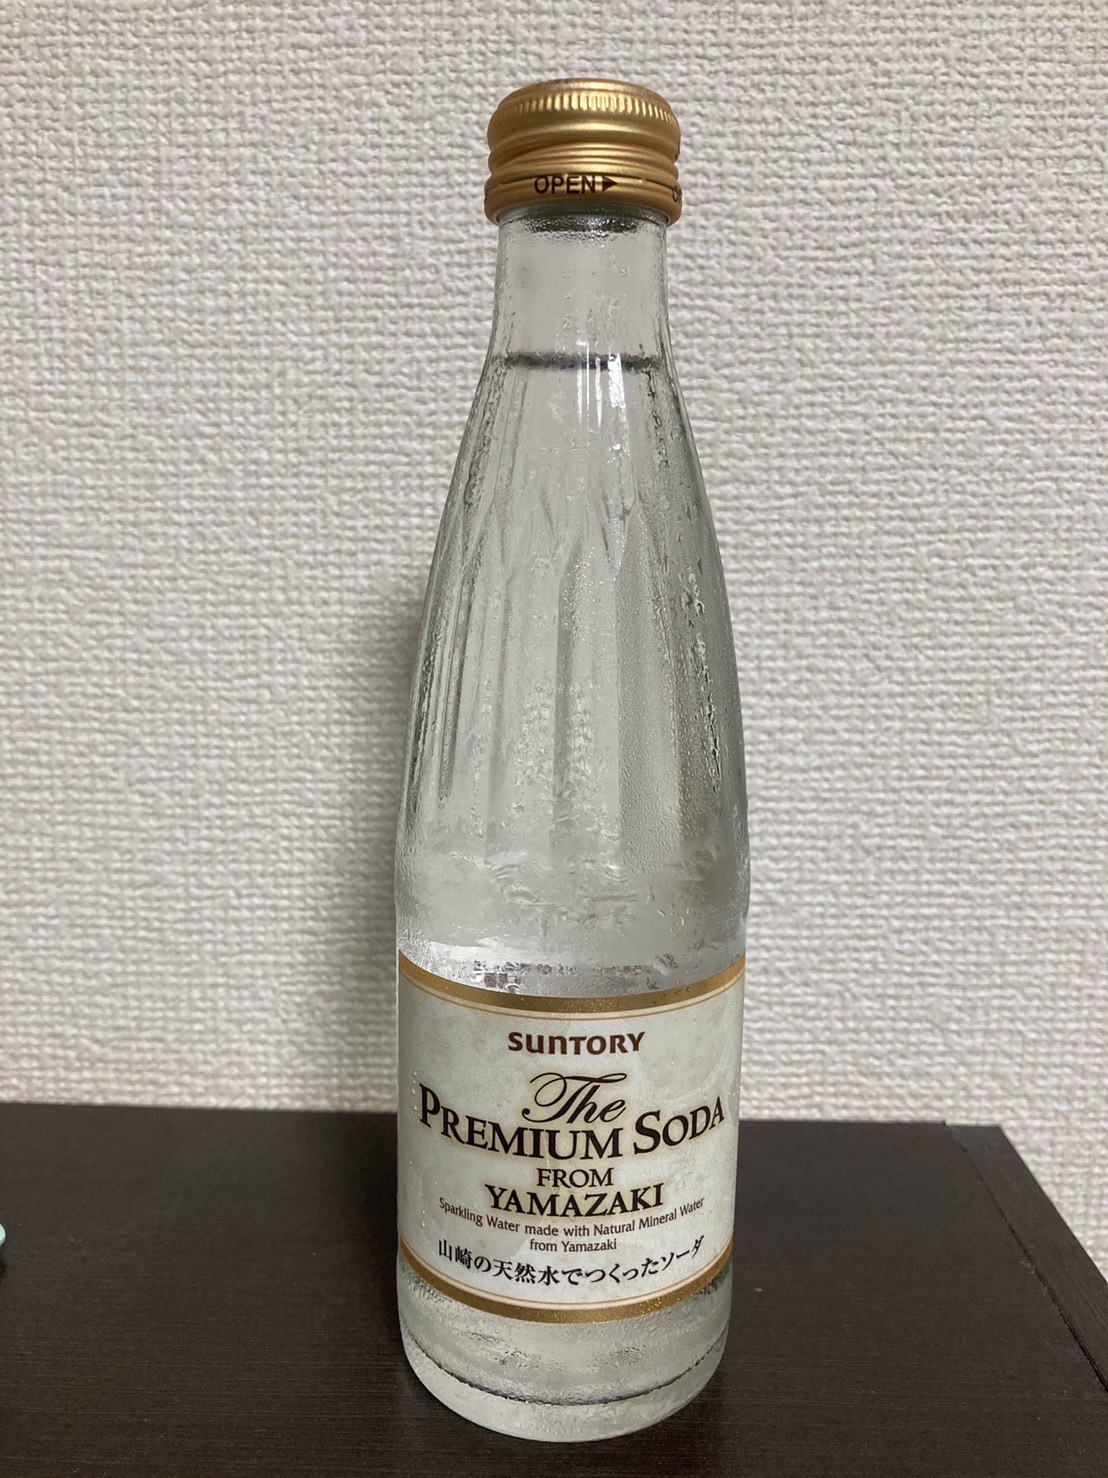 OPEN▶
SUNTORY
The
PREMIUM SODA
FROM
YAMAZAKI
Sparkling Water made with Natural Mineral Water
from Yamazaki
山崎の天然水でつくったソーダ